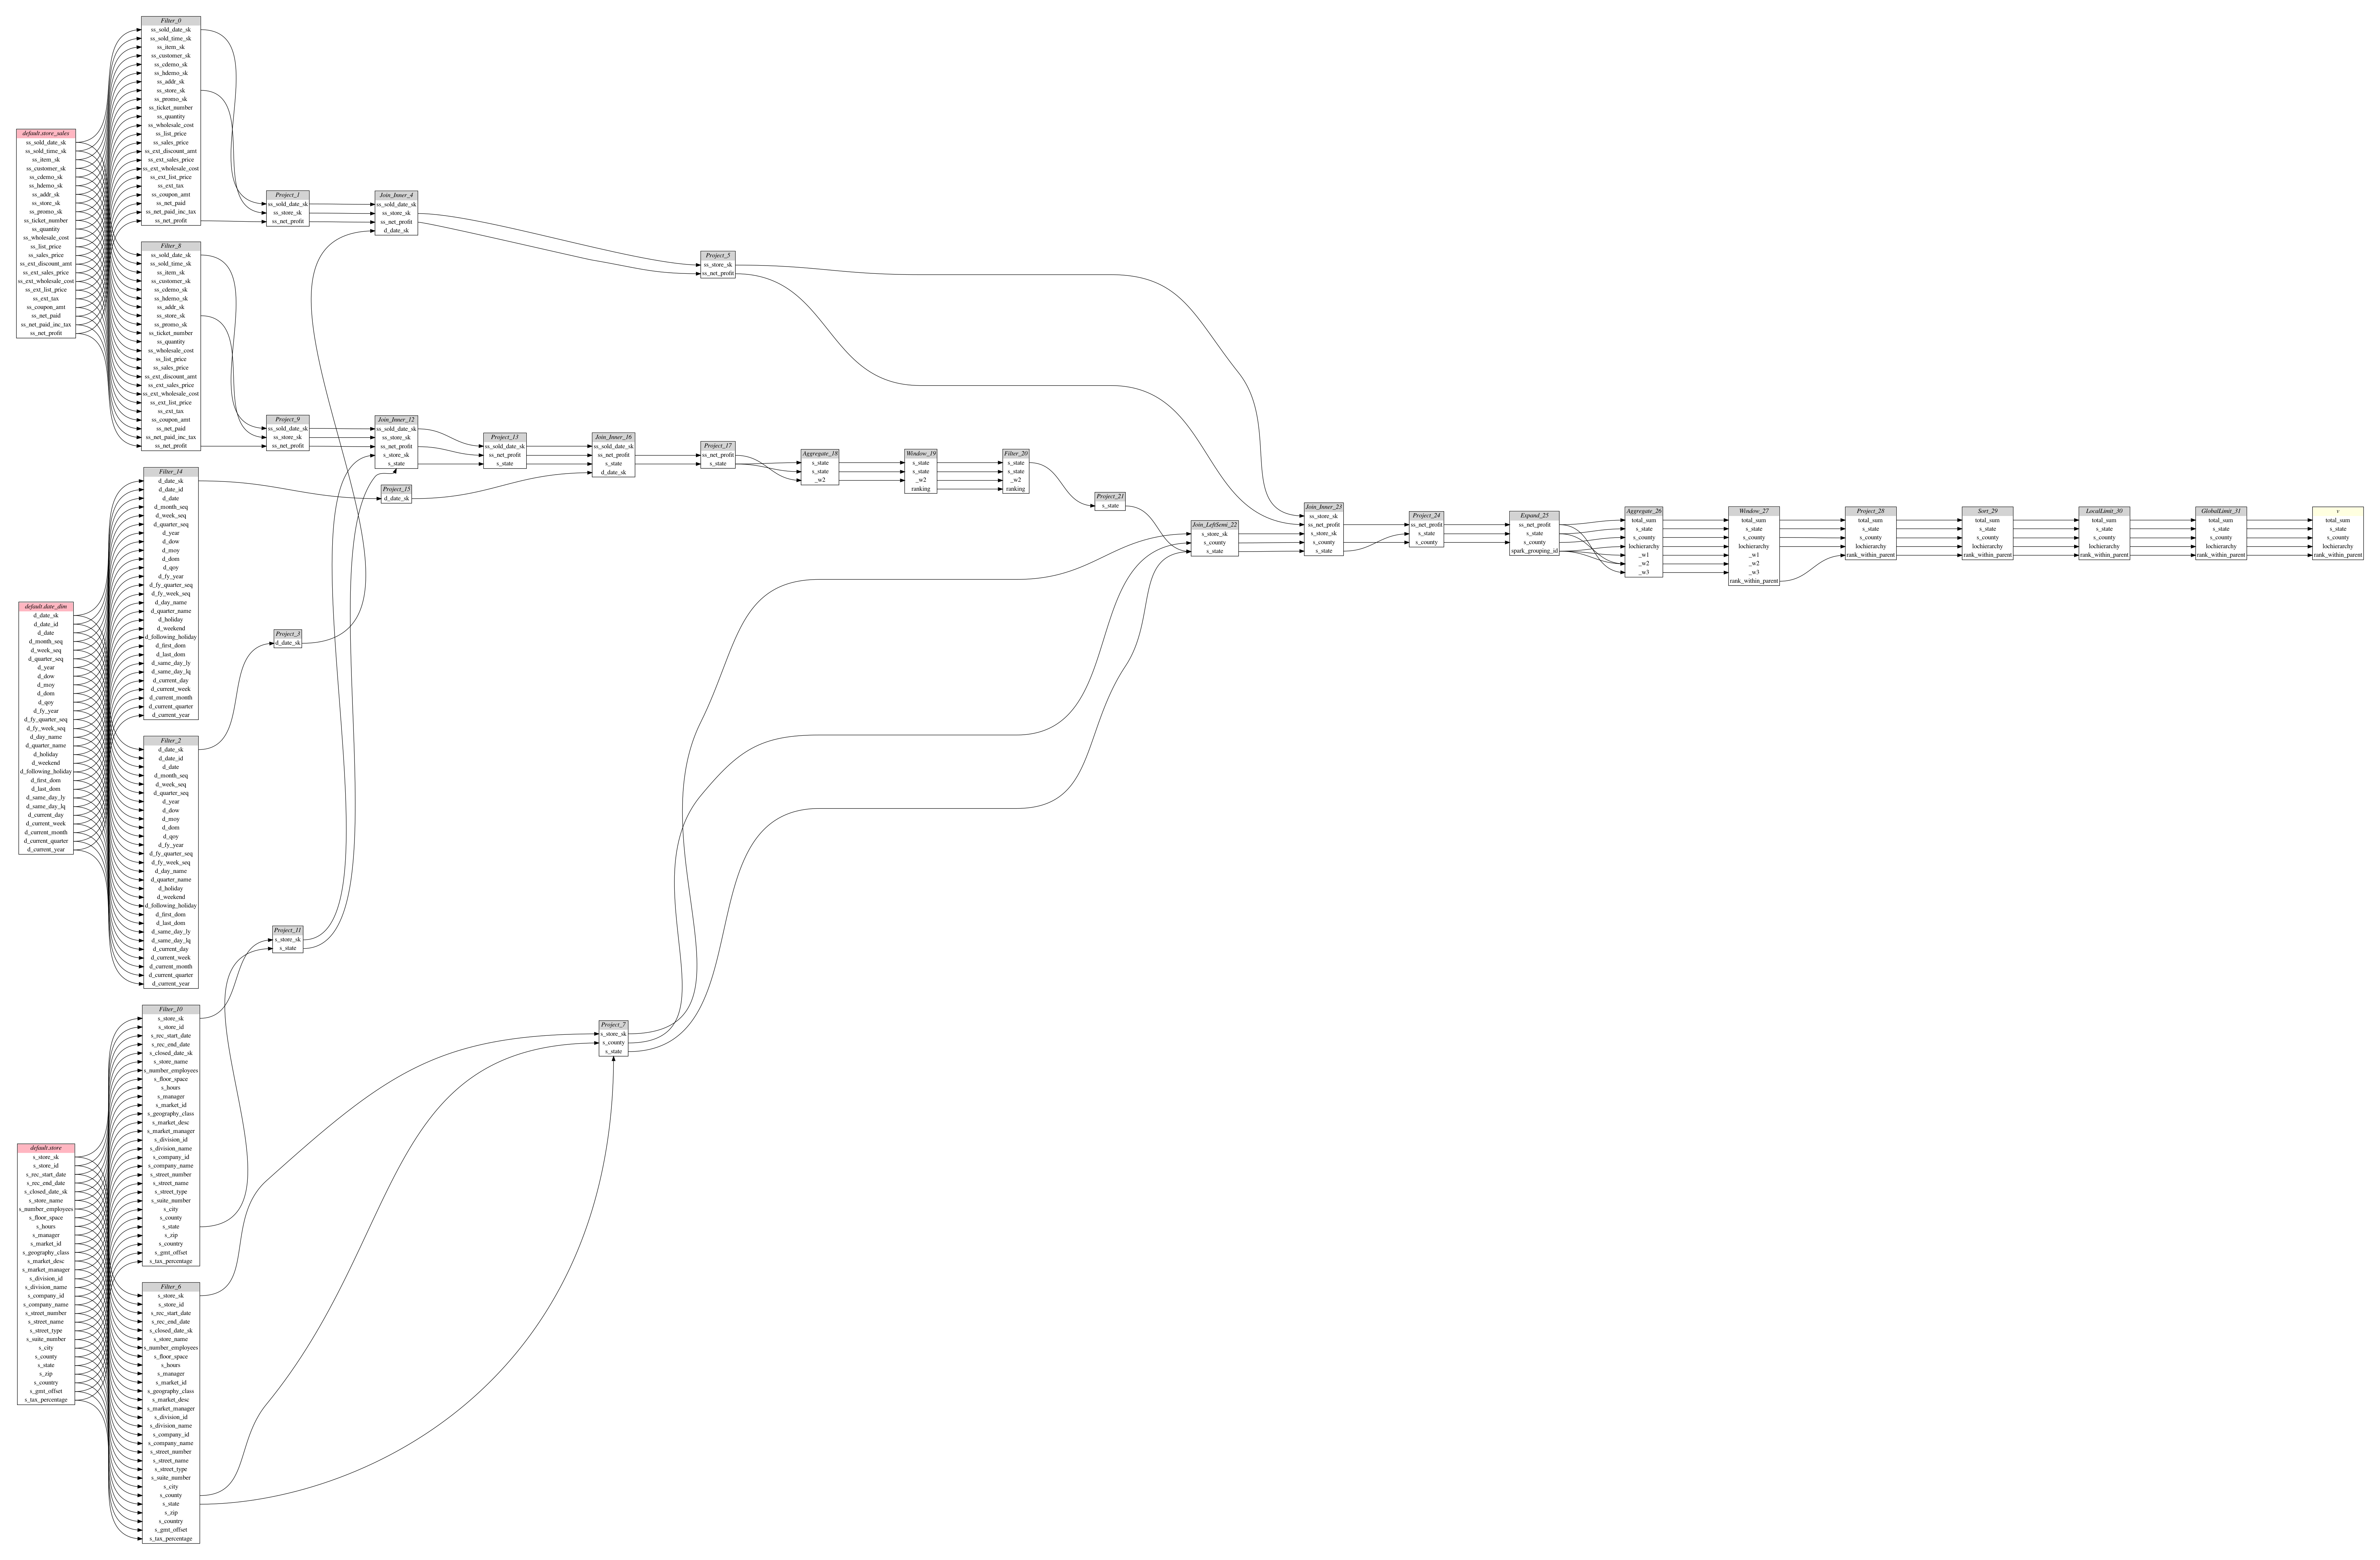 default.store_sales
ss_sold_date_sk
ss_sold_time_sk
ss_item_sk
ss_customer_sk
ss_cdemo_sk
ss_hdemo_sk
ss_addr_sk
ss_store_sk
ss_promo_sk
ss_ticket_number
ss_quantity
ss_wholesale_cost
ss_list_price
ss_sales_price
ss_ext_discount_amt
ss_ext_sales_price
ss_ext_wholesale_cost
ss_ext_list_price
ss_ext_tax
ss_coupon_amt
ss_net_paid
ss_net_paid_inc_tax
ss_net_profit
default.date_dim
d_date_sk
d_date_id
d_date
d_month_seq
d_week_seq
d_quarter_seq
d_year
d_dow
d_moy
d_dom
d_qoy
d_fy_year
d_fy_quarter_seq
d_fy_week_seq
d_day_name
d_quarter_name
d_holiday
d_weekend
d_following_holiday
d_first_dom
d_last_dom
d_same_day_ly
d_same_day_lq
d_current_day
d_current_week
d_current_month
d_current_quarter
d_current_year
default.store
s_store_sk
s_store_id
s_rec_start_date
s_rec_end_date
s_closed_date_sk
s_store_name
s_number_employees
s_floor_space
s_hours
s_manager
s_market_id
s_geography_class
s_market_desc
s_market_manager
s_division_id
s_division_name
s_company_id
s_company_name
s_street_number
s_street_name
s_street_type
s_suite_number
s_city
s_county
s_state
s_zip
s_country
s_gmt_offset
s_tax_percentage
Filter_0
ss_sold_date_sk
ss_sold_time_sk
ss_item_sk
ss_customer_sk
ss_cdemo_sk
ss_hdemo_sk
ss_addr_sk
ss_store_sk
ss_promo_sk
ss_ticket_number
ss_quantity
ss_wholesale_cost
ss_list_price
ss_sales_price
ss_ext_discount_amt
ss_ext_sales_price
ss_ext_wholesale_cost
ss_ext_list_price
ss_ext_tax
ss_coupon_amt
ss_net_paid
ss_net_paid_inc_tax
ss_net_profit
Filter_8
ss_sold_date_sk
ss_sold_time_sk
ss_item_sk
ss_customer_sk
ss_cdemo_sk
ss_hdemo_sk
ss_addr_sk
ss_store_sk
ss_promo_sk
ss_ticket_number
ss_quantity
ss_wholesale_cost
ss_list_price
ss_sales_price
ss_ext_discount_amt
ss_ext_sales_price
ss_ext_wholesale_cost
ss_ext_list_price
ss_ext_tax
ss_coupon_amt
ss_net_paid
ss_net_paid_inc_tax
ss_net_profit
Filter_14
d_date_sk
d_date_id
d_date
d_month_seq
d_week_seq
d_quarter_seq
d_year
d_dow
d_moy
d_dom
d_qoy
d_fy_year
d_fy_quarter_seq
d_fy_week_seq
d_day_name
d_quarter_name
d_holiday
d_weekend
d_following_holiday
d_first_dom
d_last_dom
d_same_day_ly
d_same_day_lq
d_current_day
d_current_week
d_current_month
d_current_quarter
d_current_year
Filter_2
d_date_sk
d_date_id
d_date
d_month_seq
d_week_seq
d_quarter_seq
d_year
d_dow
d_moy
d_dom
d_qoy
d_fy_year
d_fy_quarter_seq
d_fy_week_seq
d_day_name
d_quarter_name
d_holiday
d_weekend
d_following_holiday
d_first_dom
d_last_dom
d_same_day_ly
d_same_day_lq
d_current_day
d_current_week
d_current_month
d_current_quarter
d_current_year
Filter_10
s_store_sk
s_store_id
s_rec_start_date
s_rec_end_date
s_closed_date_sk
s_store_name
s_number_employees
s_floor_space
s_hours
s_manager
s_market_id
s_geography_class
s_market_desc
s_market_manager
s_division_id
s_division_name
s_company_id
s_company_name
s_street_number
s_street_name
s_street_type
s_suite_number
s_city
s_county
s_state
s_zip
s_country
s_gmt_offset
s_tax_percentage
Filter_6
s_store_sk
s_store_id
s_rec_start_date
s_rec_end_date
s_closed_date_sk
s_store_name
s_number_employees
s_floor_space
s_hours
s_manager
s_market_id
s_geography_class
s_market_desc
s_market_manager
s_division_id
s_division_name
s_company_id
s_company_name
s_street_number
s_street_name
s_street_type
s_suite_number
s_city
s_county
s_state
s_zip
s_country
s_gmt_offset
s_tax_percentage
Project_1
ss_sold_date_sk
ss_store_sk
ss_net_profit
Project_9
ss_sold_date_sk
ss_store_sk
ss_net_profit
Project_3
d_date_sk
Project_11
s_store_sk
s_state
Join_Inner_4
ss_sold_date_sk
ss_store_sk
ss_net_profit
d_date_sk
Join_Inner_12
ss_sold_date_sk
ss_store_sk
ss_net_profit
s_store_sk
s_state
Project_15
d_date_sk
Project_13
ss_sold_date_sk
ss_net_profit
s_state
Join_Inner_16
ss_sold_date_sk
ss_net_profit
s_state
d_date_sk
Project_7
s_store_sk
s_county
s_state
Project_5
ss_store_sk
ss_net_profit
Project_17
ss_net_profit
s_state
Aggregate_18
s_state
s_state
_w2
Window_19
s_state
s_state
_w2
ranking
Filter_20
s_state
s_state
_w2
ranking
Project_21
s_state
Join_LeftSemi_22
s_store_sk
s_county
s_state
Join_Inner_23
ss_store_sk
ss_net_profit
s_store_sk
s_county
s_state
Project_24
ss_net_profit
s_state
s_county
Expand_25
ss_net_profit
s_state
s_county
spark_grouping_id
Aggregate_26
total_sum
s_state
s_county
lochierarchy
_w1
_w2
_w3
Window_27
total_sum
s_state
s_county
lochierarchy
_w1
_w2
_w3
rank_within_parent
Project_28
total_sum
s_state
s_county
lochierarchy
rank_within_parent
Sort_29
total_sum
s_state
s_county
lochierarchy
rank_within_parent
LocalLimit_30
total_sum
s_state
s_county
lochierarchy
rank_within_parent
GlobalLimit_31
total_sum
s_state
s_county
lochierarchy
rank_within_parent
v
total_sum
s_state
s_county
lochierarchy
rank_within_parent